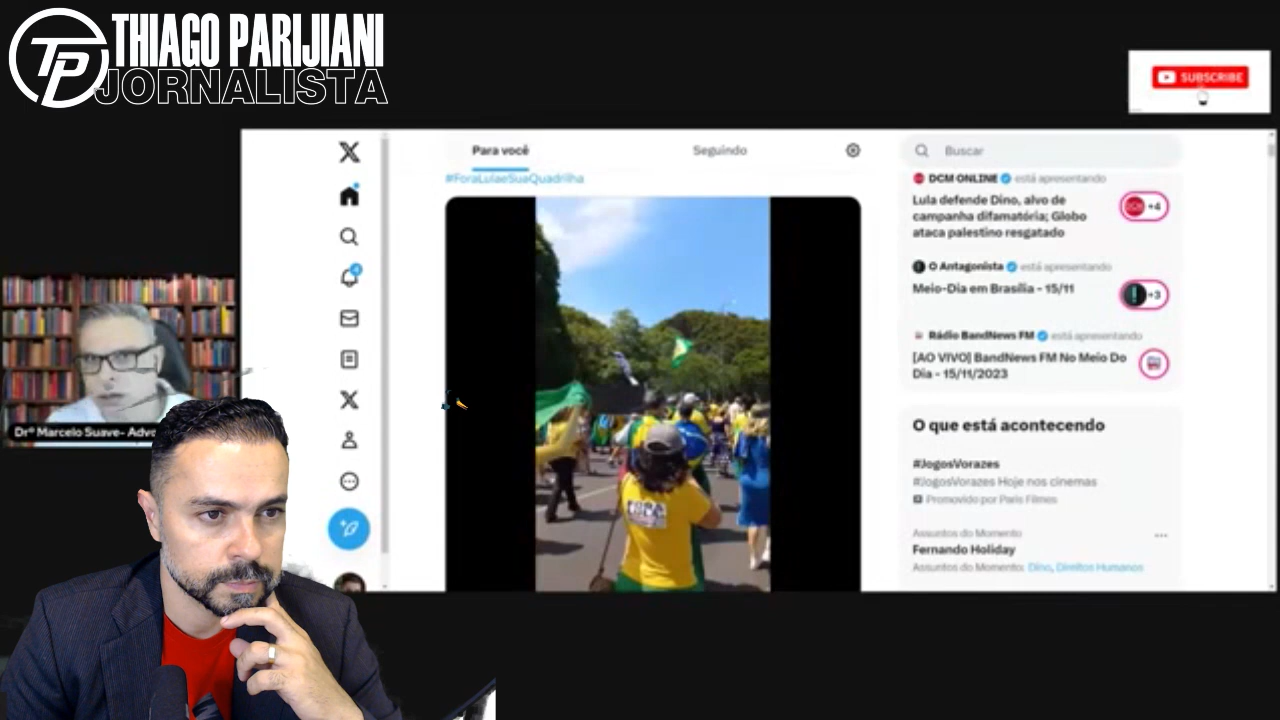 THIAGO PARIJIANI
TP
JORNALISTA
SUBSCRIBE
Para você
Seguindo
Buscar
#ForaLulaeSuaQuadrilha
DCM ONLINE está apresentando
Lula defende Dino, alvo de
campanha difamatória; Globo
ataca palestino resgatado
+4
O Antagonista está apresentando
Meio-Dia em Brasília - 15/11
+3
Rádio BandNews FM está apresentando
[AO VIVO] BandNews FM No Meio Do
Dia - 15/11/2023
O que está acontecendo
#JogosVorazes
#JogosVorazes Hoje nos cinemas
Promovido por Paris Filmes
Assuntos do Momento
Fernando Holiday
Assuntos do Momento: Dino, Direitos Humanos
Drº Marcelo Suave- Advo